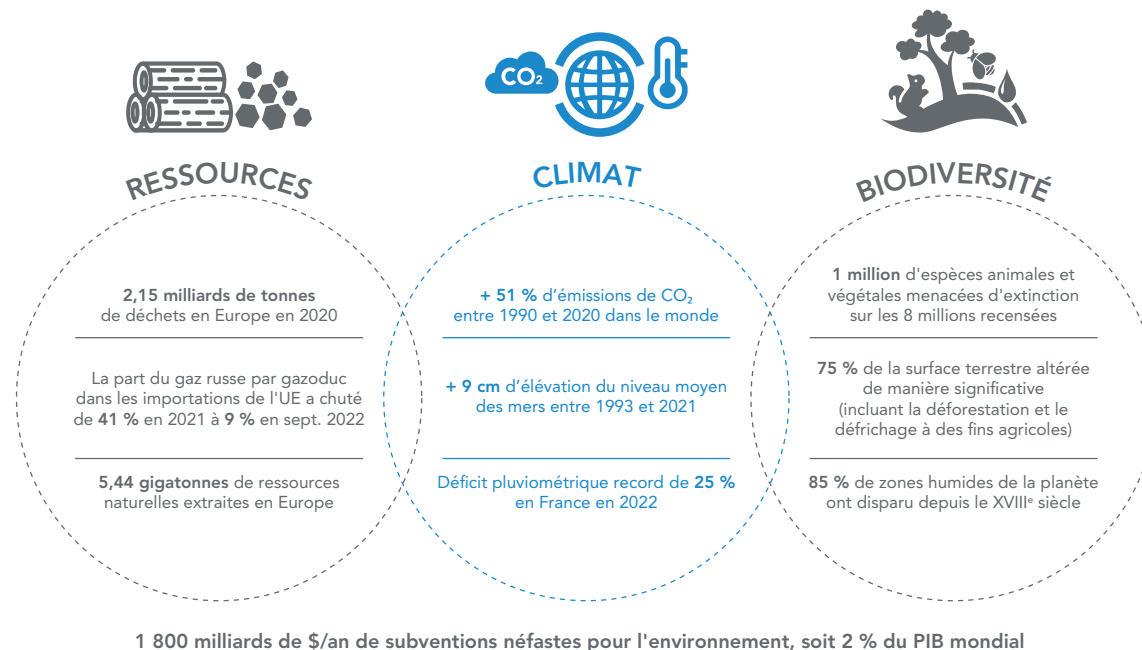 CO₂
RESSOURCES
2,15 milliards de tonnes
de déchets en Europe en 2020
La part du gaz russe par gazoduc
dans les importations de l'UE a chuté
de 41 % en 2021 à 9 % en sept. 2022
5,44 gigatonnes de ressources
naturelles extraites en Europe
CLIMAT
+ 51 % d’émissions de CO₂
entre 1990 et 2020 dans le monde
+ 9 cm d’élévation du niveau moyen
des mers entre 1993 et 2021
Déficit pluviométrique record de 25 %
en France en 2022
BIODIVERSITÉ
1 million d'espèces animales et
végétales menacées d'extinction
sur les 8 millions recensées
75 % de la surface terrestre altérée
de manière significative
(incluant la déforestation et le
défrichage à des fins agricoles)
85 % de zones humides de la planète
ont disparu depuis le XVIIIᵉ siècle
1 800 milliards de $/an de subventions néfastes pour l'environnement, soit 2 % du PIB mondial